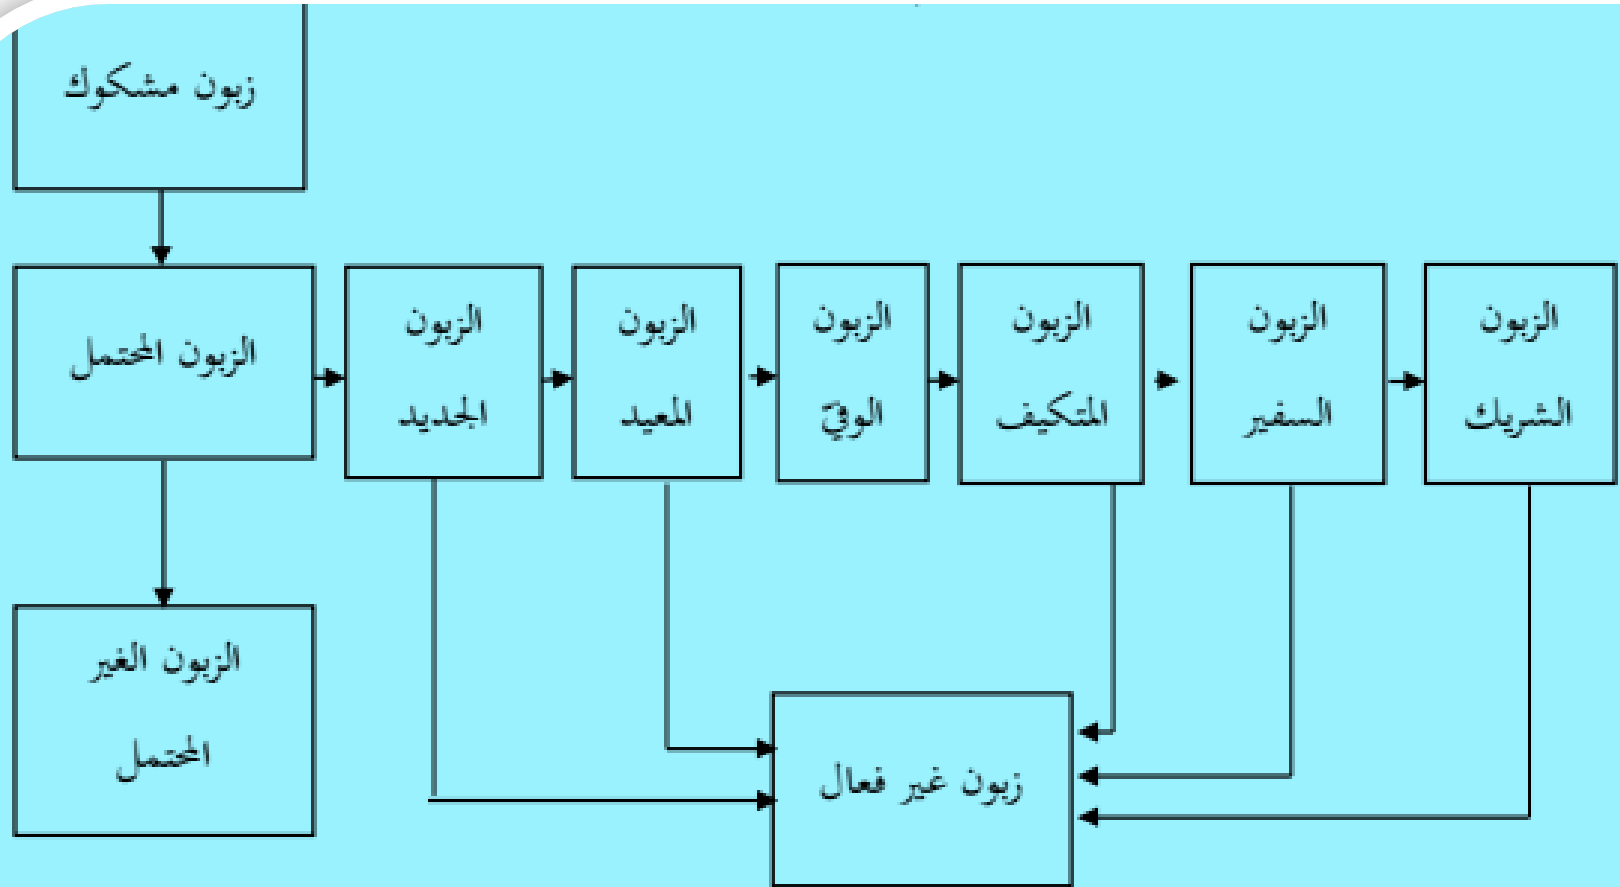 زبون مشكوك
الزبون المحتمل
الزبون
الجديد
الزبون
المعيد
الزبون
الوفيّ
الزبون
المتكيف
الزبون
السفير
الزبون
الشريك
الزبون الغير
المحتمل
زبون غير فعال